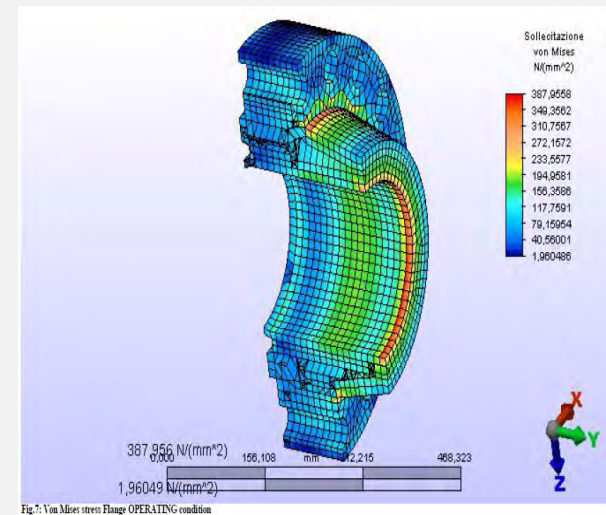 Sollecitazione
von Mises
N/(mm^2)
387,9558
349,3562
310,7567
272,1572
233,5577
194,9581
156,3586
117,7591
79,15954
40,56001
1,960486
X
Y
Z
387,956 N/(mm^2)
0,000 156,108 mm 312,215 468,323
1,96049 N/(mm^2)
Fig.7: Von Mises stress Flange OPERATING condition